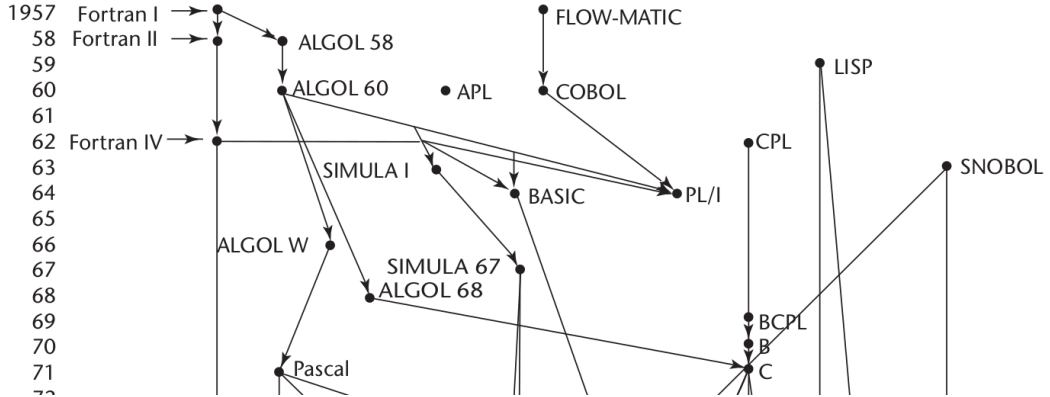 1957 Fortran I FLOW-MATIC
58 Fortran II ALGOL 58
59 LISP
60 ALGOL 60 APL COBOL
61
62 Fortran IV CPL
63 SIMULA I SNOBOL
64 BASIC PL/I
65
66 ALGOL W
67 SIMULA 67
68 ALGOL 68
69 BCPL
70 B
71 Pascal C